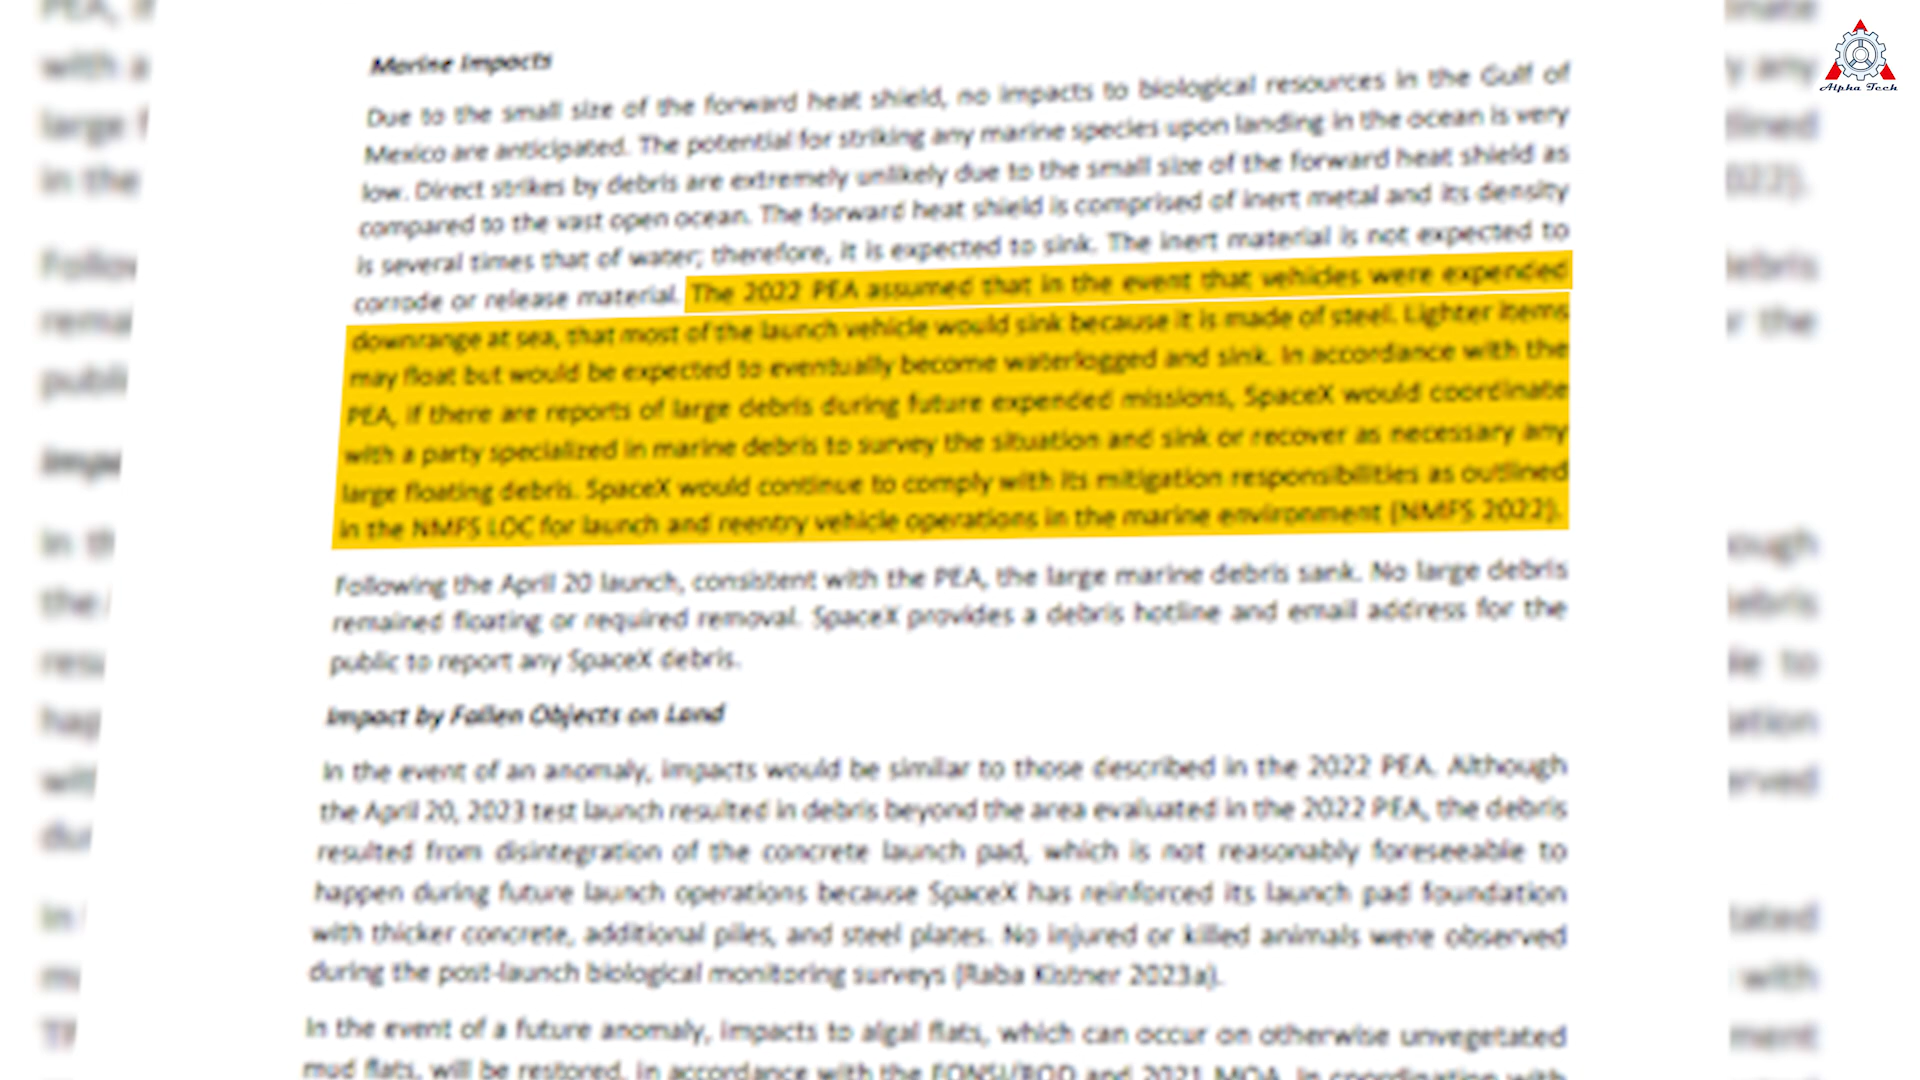 Marine Impacts
Due to the small size of the forward heat shield, no impacts to biological resources in the Gulf of
Mexico are anticipated. The potential for striking any marine species upon landing in the ocean is very
low. Direct strikes by debris are extremely unlikely due to the small size of the forward heat shield as
compared to the vast open ocean. The forward heat shield is comprised of inert metal and its density
is several times that of water; therefore, it is expected to sink. The inert material is not expected to
corrode or release material. The 2022 PEA assumed that in the event that vehicles were expended
downrange at sea, that most of the launch vehicle would sink because it is made of steel. Lighter items
may float but would be expected to eventually become waterlogged and sink. In accordance with the
PEA, if there are reports of large debris during future expended missions, SpaceX would coordinate
with a party specialized in marine debris to survey the situation and sink or recover as necessary any
large floating debris. SpaceX would continue to comply with its mitigation responsibilities as outlined
in the NMFS LOC for launch and reentry vehicle operations in the marine environment (NMFS 2022).
Following the April 20 launch, consistent with the PEA, the large marine debris sank. No large debris
remained floating or required removal. SpaceX provides a debris hotline and email address for the
public to report any SpaceX debris.
Impact by Fallen Objects on Land
In the event of an anomaly, impacts would be similar to those described in the 2022 PEA. Although
the April 20, 2023 test launch resulted in debris beyond the area evaluated in the 2022 PEA, the debris
resulted from disintegration of the concrete launch pad, which is not reasonably foreseeable to
happen during future launch operations because SpaceX has reinforced its launch pad foundation
with thicker concrete, additional piles, and steel plates. No injured or killed animals were observed
during the post-launch biological monitoring surveys (Raba Kistner 2023a).
In the event of a future anomaly, impacts to algal flats, which can occur on otherwise unvegetated
mud flats, will be restored, in accordance with the FONSI/ROD and 2021 MOA. In coordination with
Alpha Tech